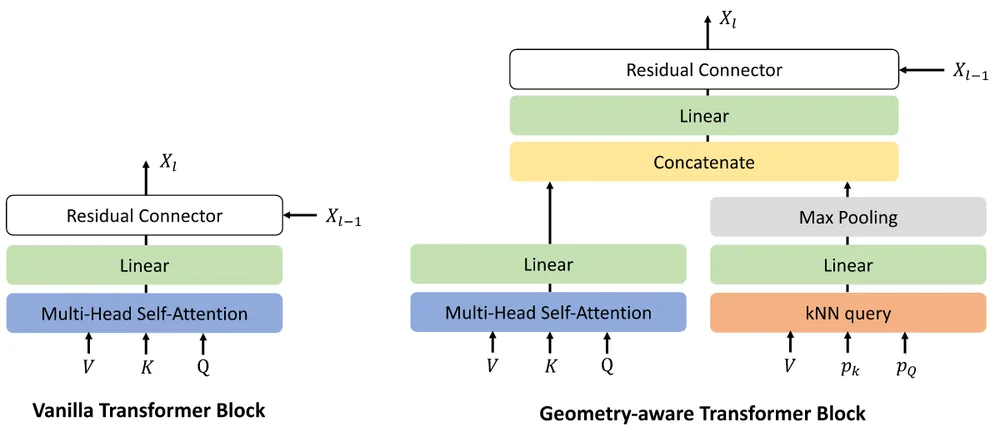 X_l
Residual Connector
X_{l-1}
Linear
Multi-Head Self-Attention
V K Q
Vanilla Transformer Block
X_l
Residual Connector
X_{l-1}
Linear
Concatenate
Max Pooling
Linear
Linear
Multi-Head Self-Attention
kNN query
V K Q
V p_k p_Q
Geometry-aware Transformer Block